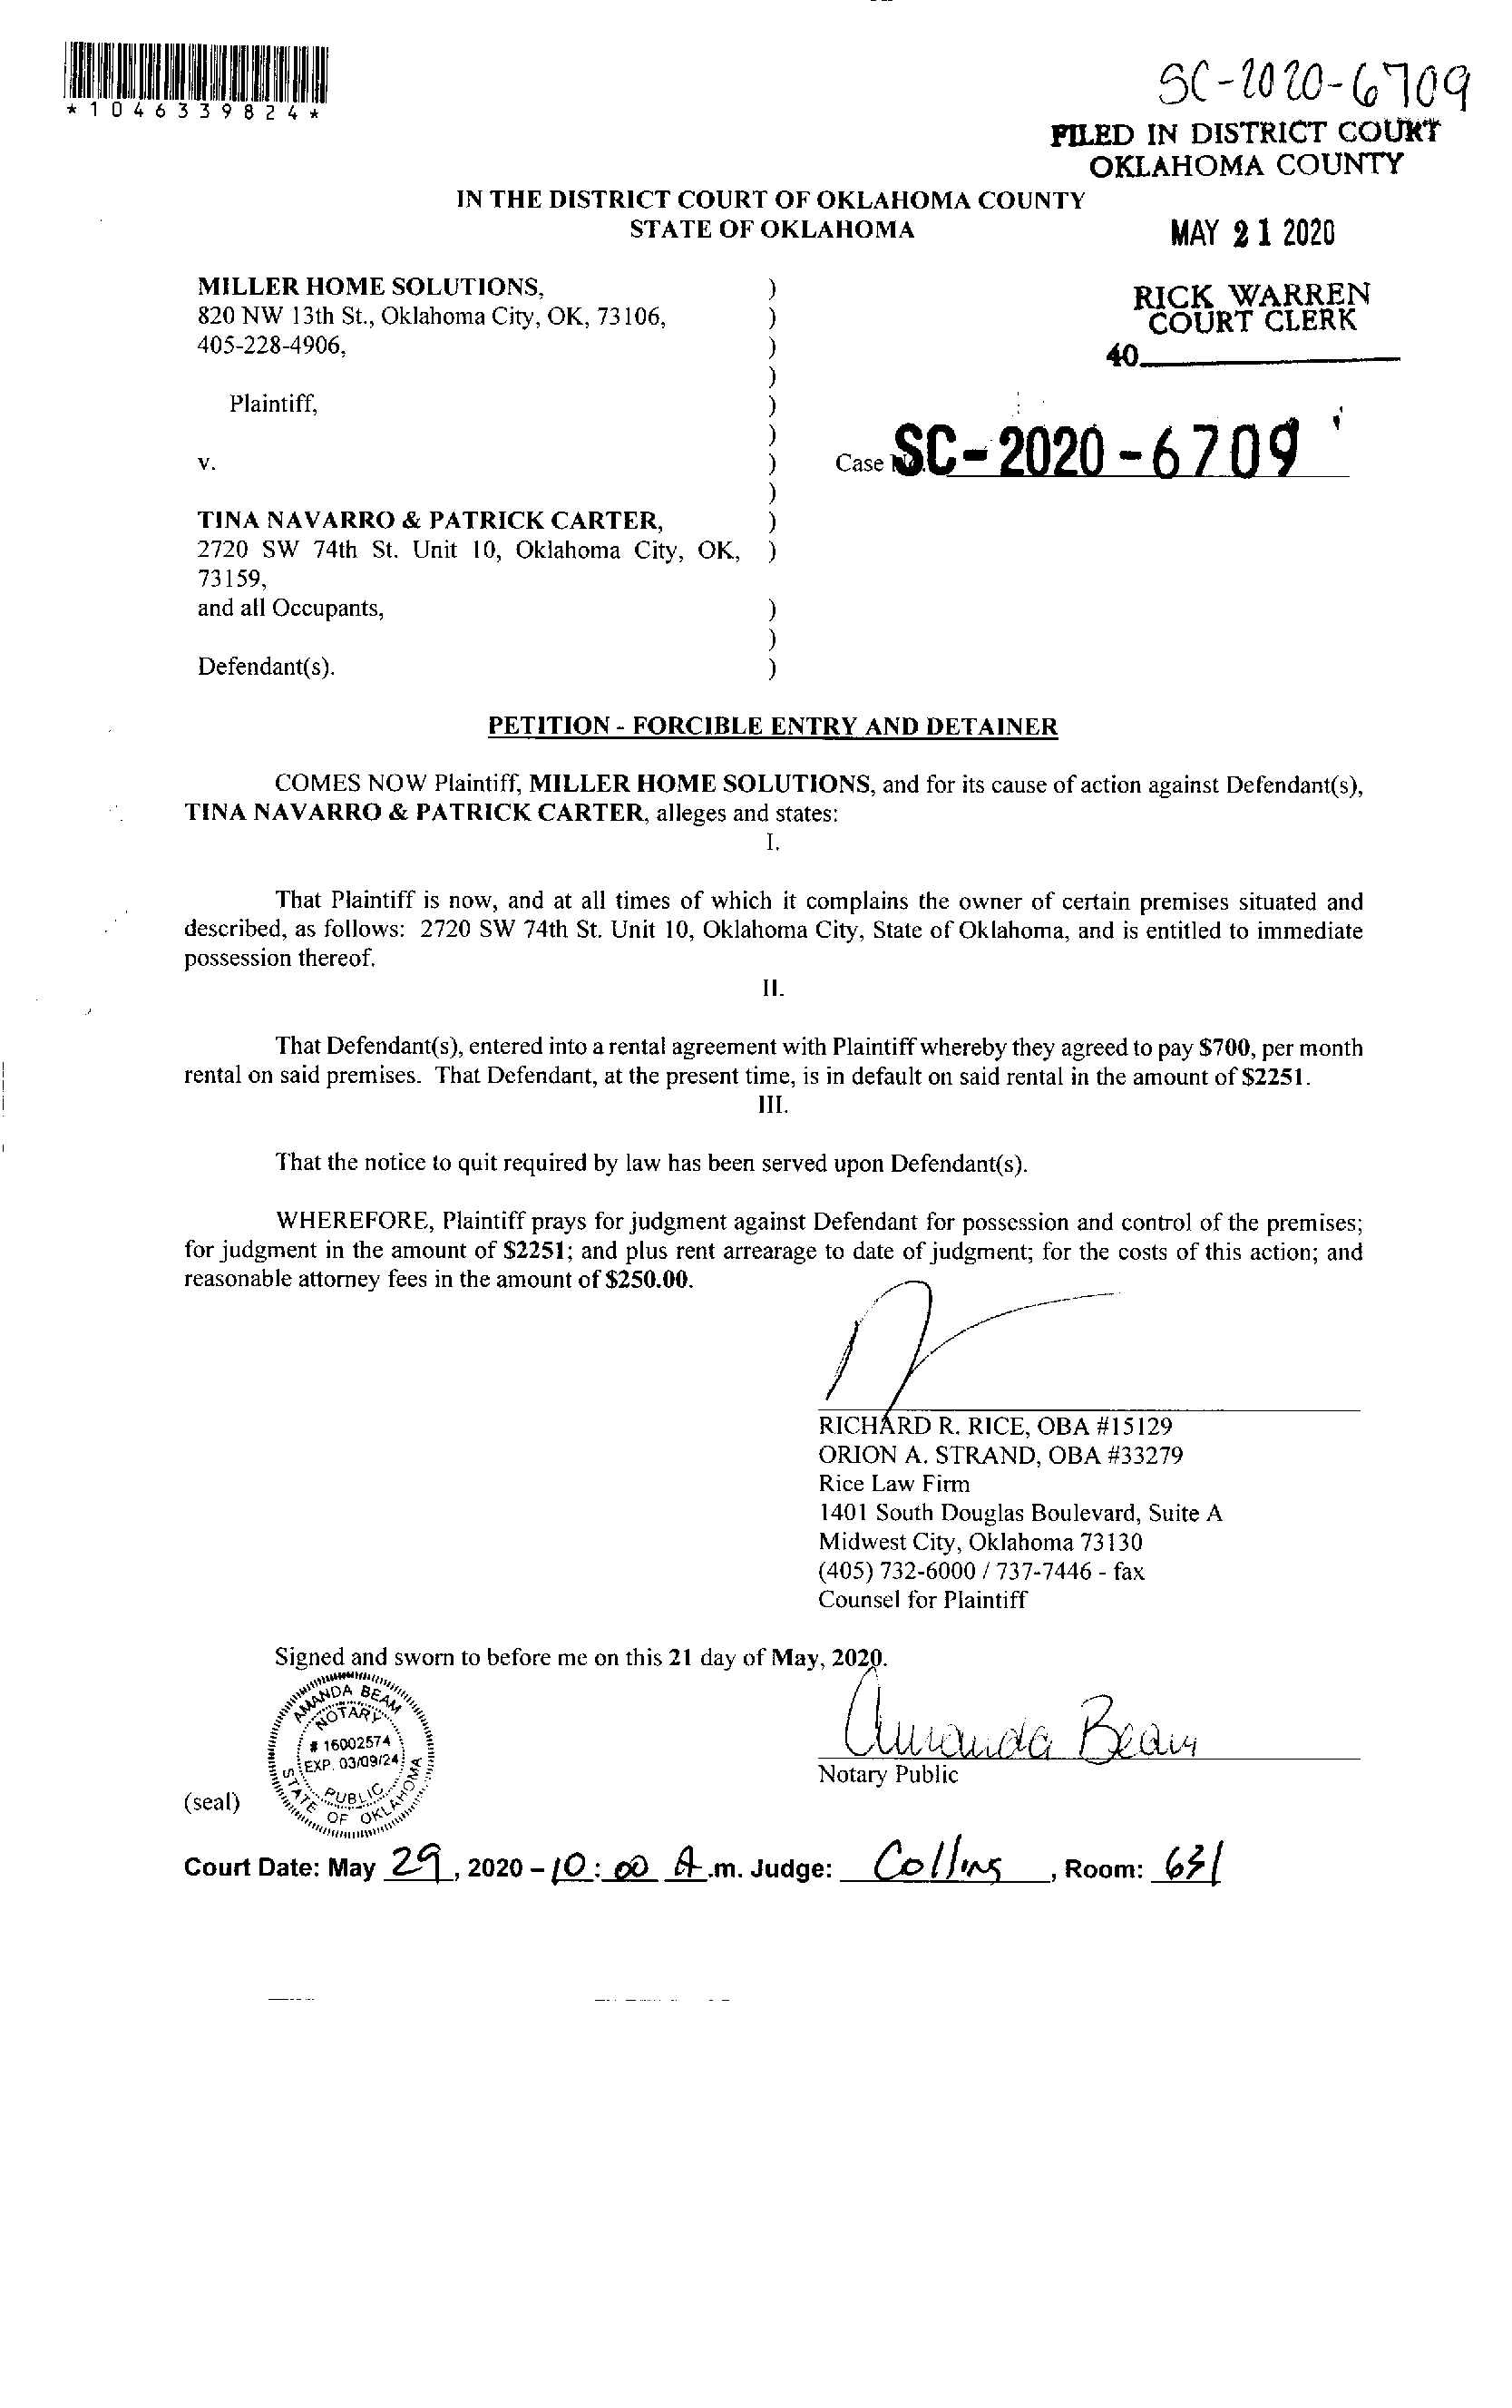 *1046339824*
SC-2020-6709
FILED IN DISTRICT COURT
OKLAHOMA COUNTY
IN THE DISTRICT COURT OF OKLAHOMA COUNTY
STATE OF OKLAHOMA
MAY 21 2020
MILLER HOME SOLUTIONS, )
820 NW 13th St., Oklahoma City, OK, 73106, )
405-228-4906, )
)
Plaintiff, )
)
v. )
)
RICK WARREN
COURT CLERK
40
Case No. SC-2020-6709
TINA NAVARRO & PATRICK CARTER, )
2720 SW 74th St. Unit 10, Oklahoma City, OK, )
73159,
and all Occupants, )
)
Defendant(s). )
PETITION - FORCIBLE ENTRY AND DETAINER
COMES NOW Plaintiff, MILLER HOME SOLUTIONS, and for its cause of action against Defendant(s),
TINA NAVARRO & PATRICK CARTER, alleges and states:
I.
That Plaintiff is now, and at all times of which it complains the owner of certain premises situated and
described, as follows: 2720 SW 74th St. Unit 10, Oklahoma City, State of Oklahoma, and is entitled to immediate
possession thereof.
II.
That Defendant(s), entered into a rental agreement with Plaintiff whereby they agreed to pay $700, per month
rental on said premises. That Defendant, at the present time, is in default on said rental in the amount of $2251.
III.
That the notice to quit required by law has been served upon Defendant(s).
WHEREFORE, Plaintiff prays for judgment against Defendant for possession and control of the premises;
for judgment in the amount of $2251; and plus rent arrearage to date of judgment; for the costs of this action; and
reasonable attorney fees in the amount of $250.00.
RICHARD R. RICE, OBA #15129
ORION A. STRAND, OBA #33279
Rice Law Firm
1401 South Douglas Boulevard, Suite A
Midwest City, Oklahoma 73130
(405) 732-6000 / 737-7446 - fax
Counsel for Plaintiff
Signed and sworn to before me on this 21 day of May, 2020.
AMANDA BEAM
NOTARY
# 16002574
EXP. 03/09/24
PUBLIC
STATE OF OKLAHOMA
Amanda Beam
Notary Public
(seal)
Court Date: May 29, 2020 - 10:00 A.m. Judge: Collins, Room: 631